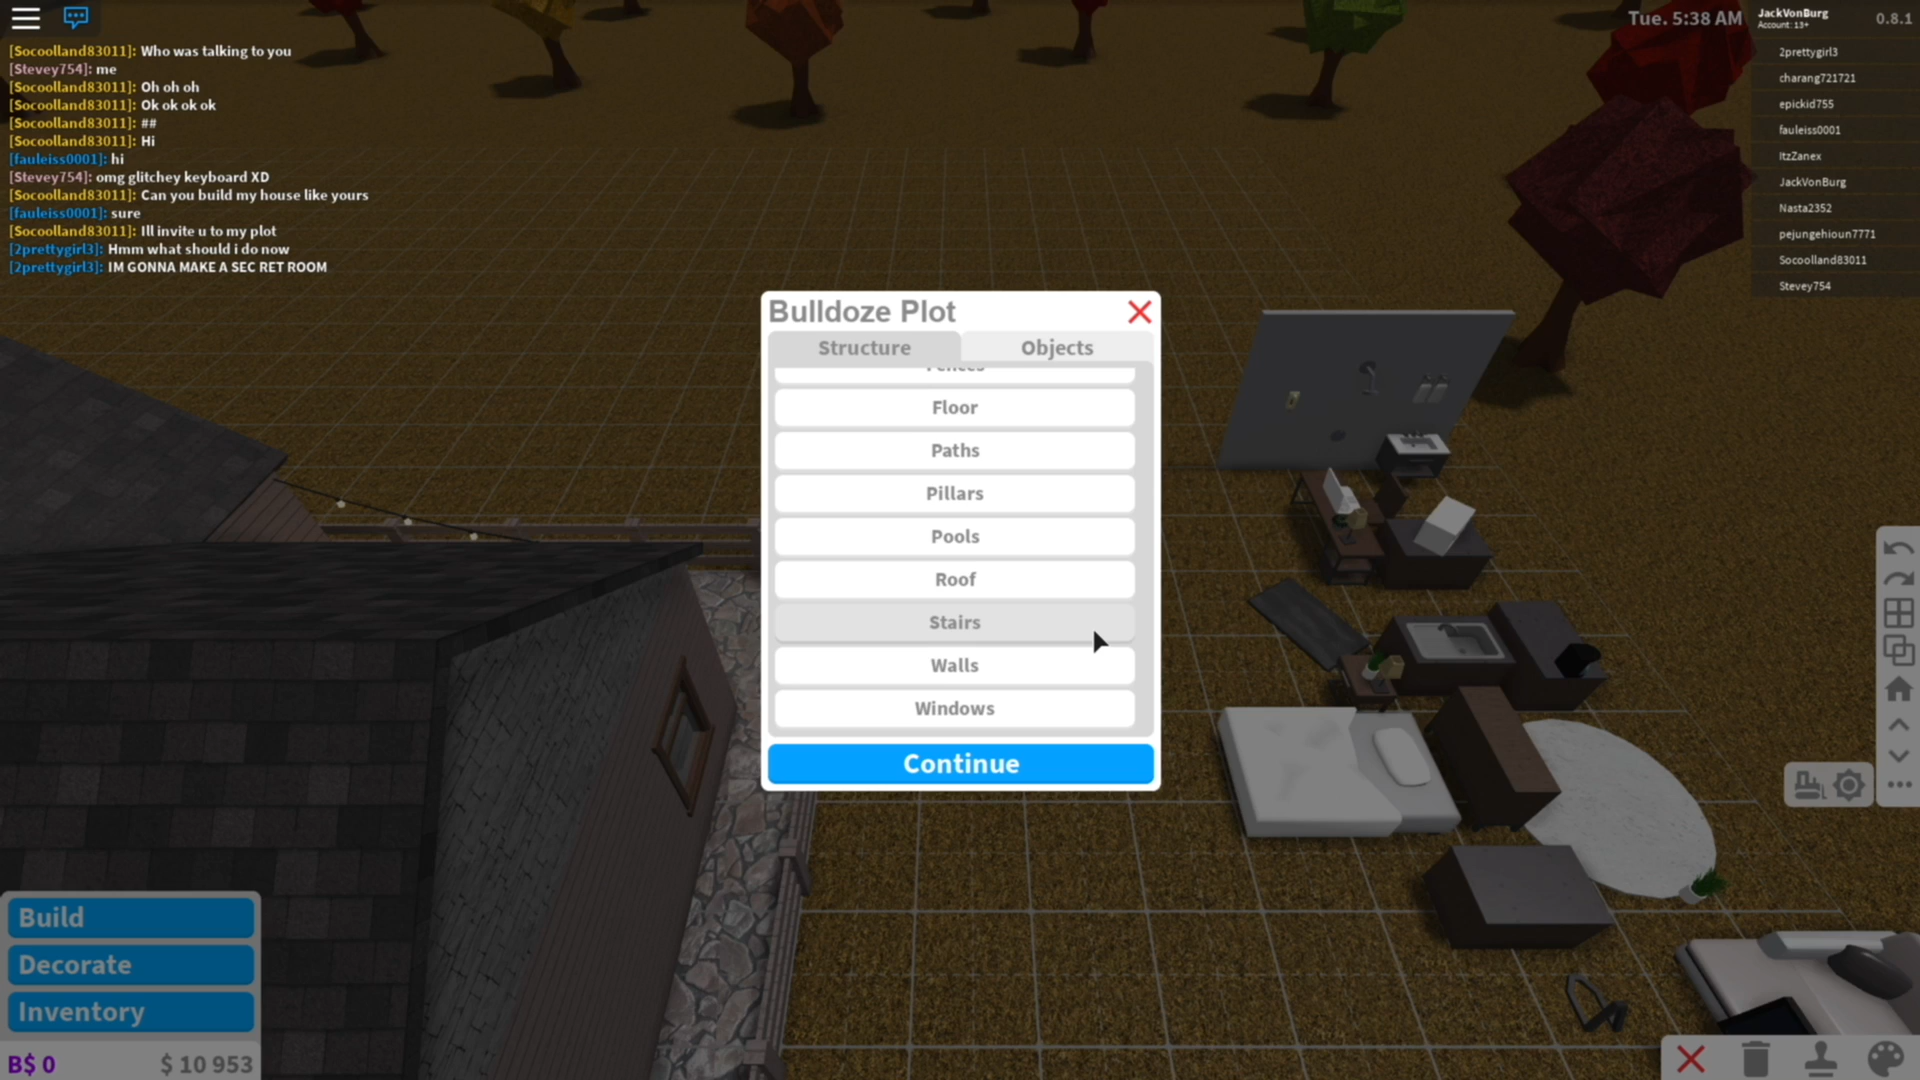 [Socoolland83011]: Who was talking to you
[Stevey754]: me
[Socoolland83011]: Oh oh oh
[Socoolland83011]: Ok ok ok ok
[Socoolland83011]: ##
[Socoolland83011]: Hi
[fauleiss0001]: hi
[Stevey754]: omg glitchey keyboard XD
[Socoolland83011]: Can you build my house like yours
[fauleiss0001]: sure
[Socoolland83011]: Ill invite u to my plot
[2prettygirl3]: Hmm what should i do now
[2prettygirl3]: IM GONNA MAKE A SEC RET ROOM
Tue. 5:38 AM
JackVonBurg
Account: 13+
0.8.1
2prettygirl3
charang721721
epickid755
fauleiss0001
ItzZanex
JackVonBurg
Nasta2352
pejungehioun7771
Socoolland83011
Stevey754
Bulldoze Plot
Structure
Objects
Fences
Floor
Paths
Pillars
Pools
Roof
Stairs
Walls
Windows
Continue
Build
Decorate
Inventory
B$ 0
$ 10 953